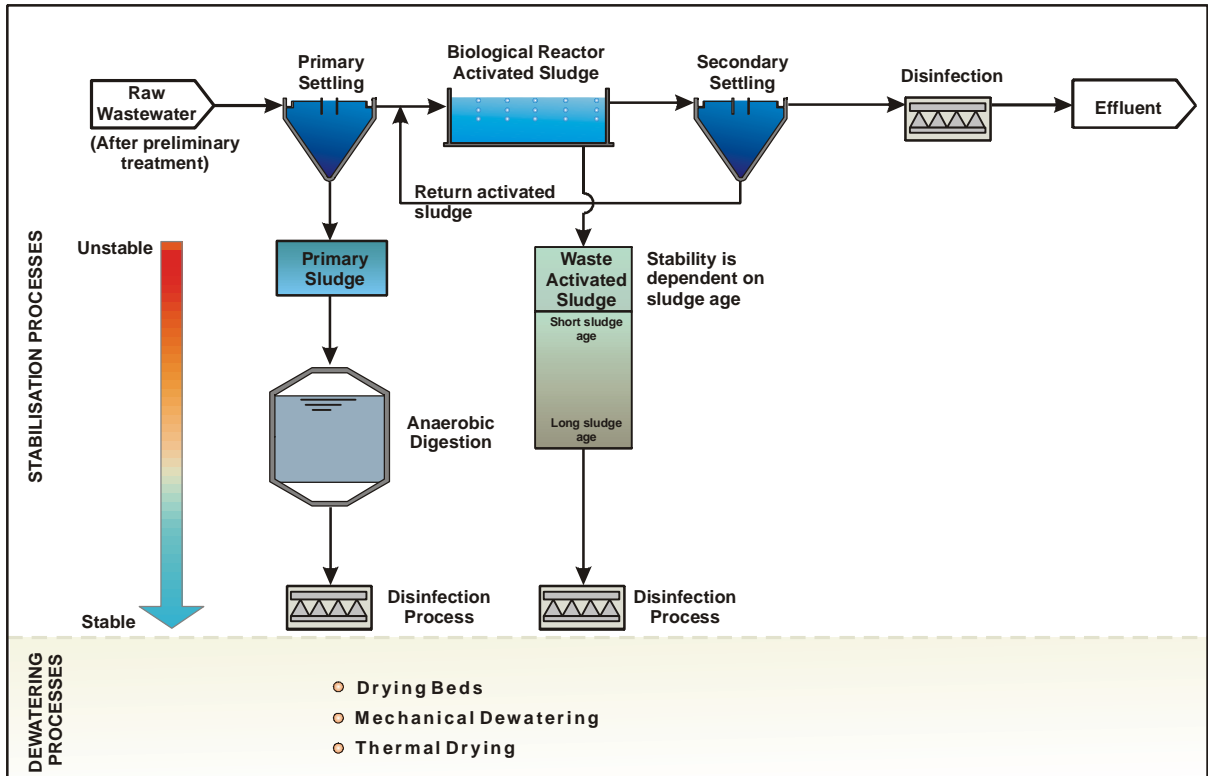 Primary
Settling
Biological Reactor
Activated Sludge
Secondary
Settling
Disinfection
Raw
Wastewater
Effluent
(After preliminary
treatment)
Return activated
sludge
STABILISATION PROCESSES
Unstable
Primary
Sludge
Waste
Activated
Sludge
Stability is
dependent on
sludge age
Short sludge
age
Anaerobic
Digestion
Long sludge
age
Disinfection
Process
Disinfection
Process
Stable
DEWATERING
PROCESSES
Drying Beds
Mechanical Dewatering
Thermal Drying